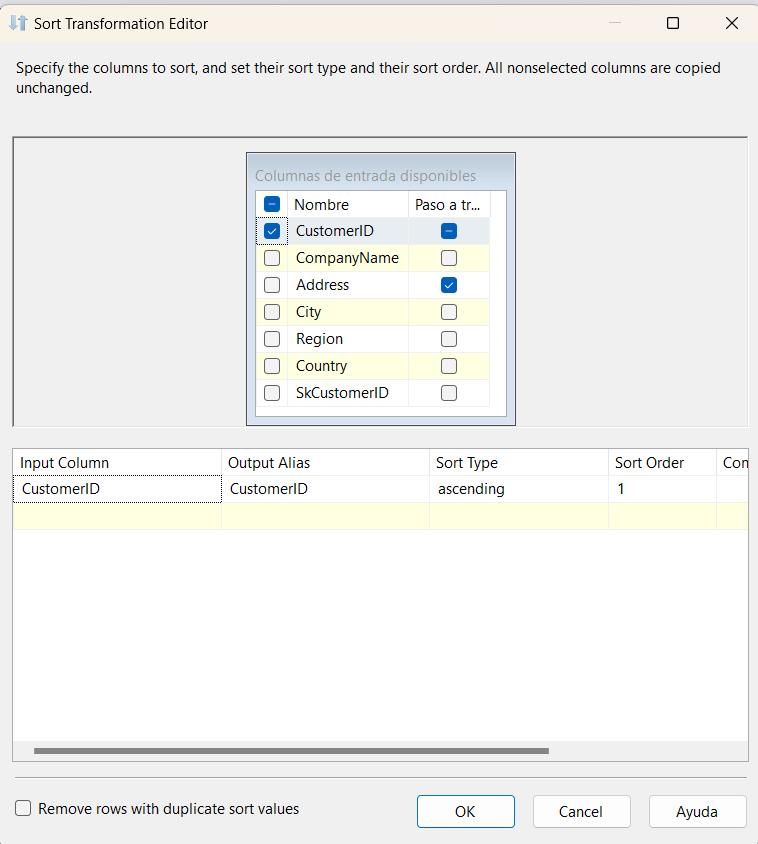 Sort Transformation Editor
Specify the columns to sort, and set their sort type and their sort order. All nonselected columns are copied
unchanged.
Columnas de entrada disponibles
Nombre Paso a tr...
CustomerID
CompanyName
Address
City
Region
Country
SkCustomerID
Input Column Output Alias Sort Type Sort Order Com
CustomerID CustomerID ascending 1
Remove rows with duplicate sort values
OK Cancel Ayuda